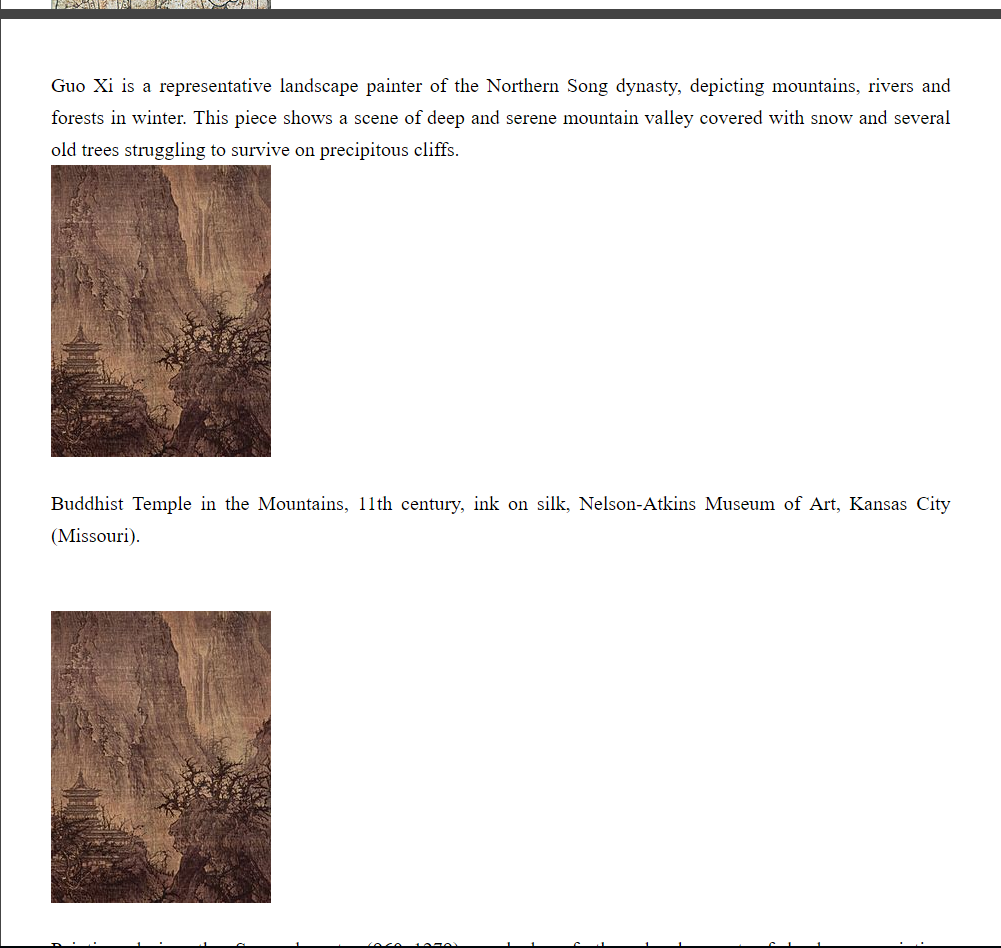 Guo Xi is a representative landscape painter of the Northern Song dynasty, depicting mountains, rivers and
forests in winter. This piece shows a scene of deep and serene mountain valley covered with snow and several
old trees struggling to survive on precipitous cliffs.
Buddhist Temple in the Mountains, 11th century, ink on silk, Nelson-Atkins Museum of Art, Kansas City
(Missouri).